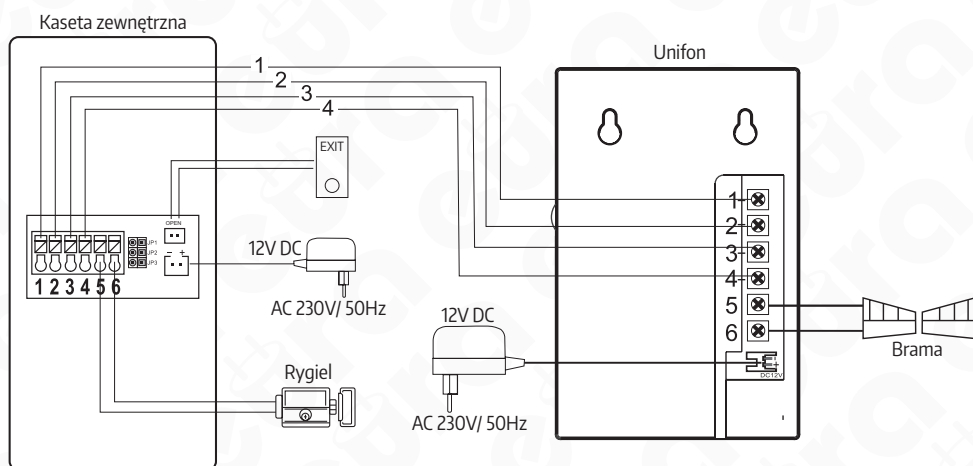 Kaseta zewnętrzna
Unifon
1
2
3
4
EXIT
OPEN
JP1
JP2
JP3
- +
1 2 3 4 5 6
12V DC
AC 230V/ 50Hz
Rygiel
12V DC
AC 230V/ 50Hz
1
2
3
4
5
6
DC12V
Brama
eura